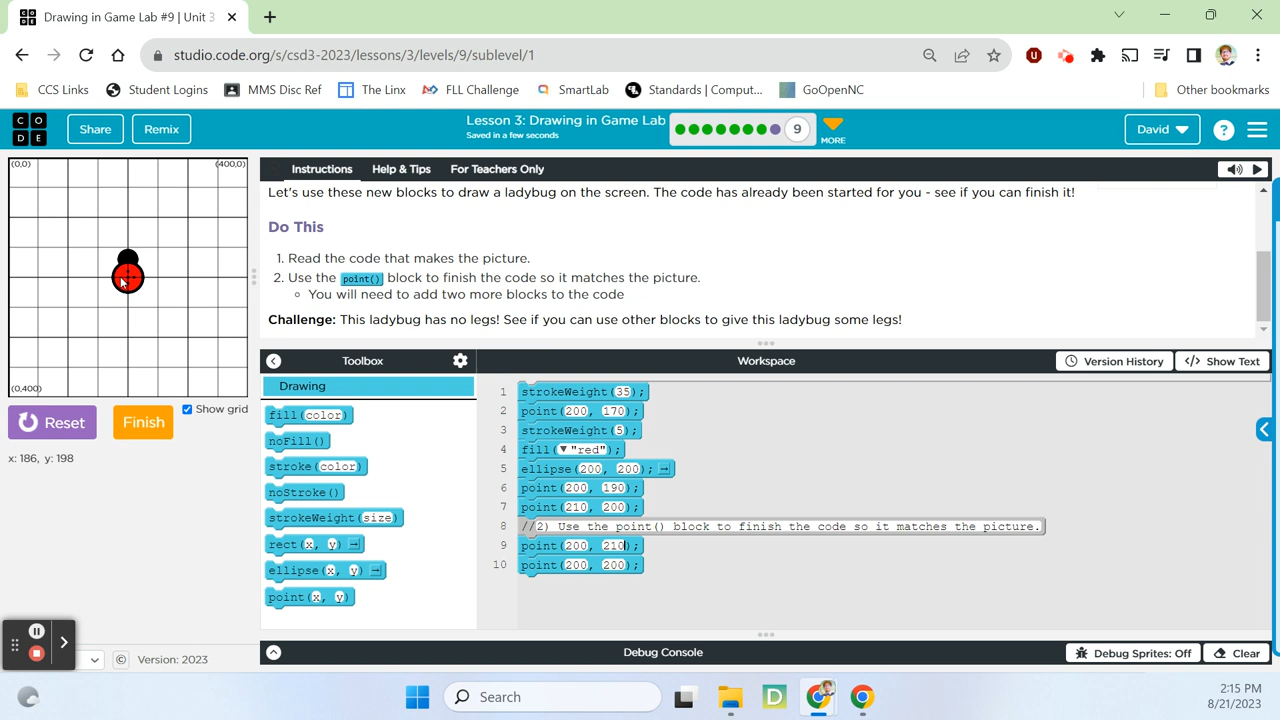 Drawing in Game Lab #9 | Unit 3
studio.code.org/s/csd3-2023/lessons/3/levels/9/sublevel/1
CCS Links
Student Logins
MMS Disc Ref
The Linx
FLL Challenge
SmartLab
Standards | Comput...
GoOpenNC
Other bookmarks
C O
D E
Share
Remix
Lesson 3: Drawing in Game Lab
Saved in a few seconds
9
MORE
David
?
(0,0)
(400,0)
(0,400)
Reset
Finish
Show grid
x: 186, y: 198
Instructions
Help & Tips
For Teachers Only
Let's use these new blocks to draw a ladybug on the screen. The code has already been started for you - see if you can finish it!
Do This
1. Read the code that makes the picture.
2. Use the point() block to finish the code so it matches the picture.
You will need to add two more blocks to the code
Challenge: This ladybug has no legs! See if you can use other blocks to give this ladybug some legs!
Toolbox
Workspace
Version History
</> Show Text
Drawing
fill(color)
noFill()
stroke(color)
noStroke()
strokeWeight(size)
rect(x, y)
ellipse(x, y)
point(x, y)
1 strokeWeight(35);
2 point(200, 170);
3 strokeWeight(5);
4 fill("red");
5 ellipse(200, 200);
6 point(200, 190);
7 point(210, 200);
8 //2) Use the point() block to finish the code so it matches the picture.
9 point(200, 210);
10 point(200, 200);
© Version: 2023
Debug Console
Debug Sprites: Off
Clear
Search
2:15 PM
8/21/2023